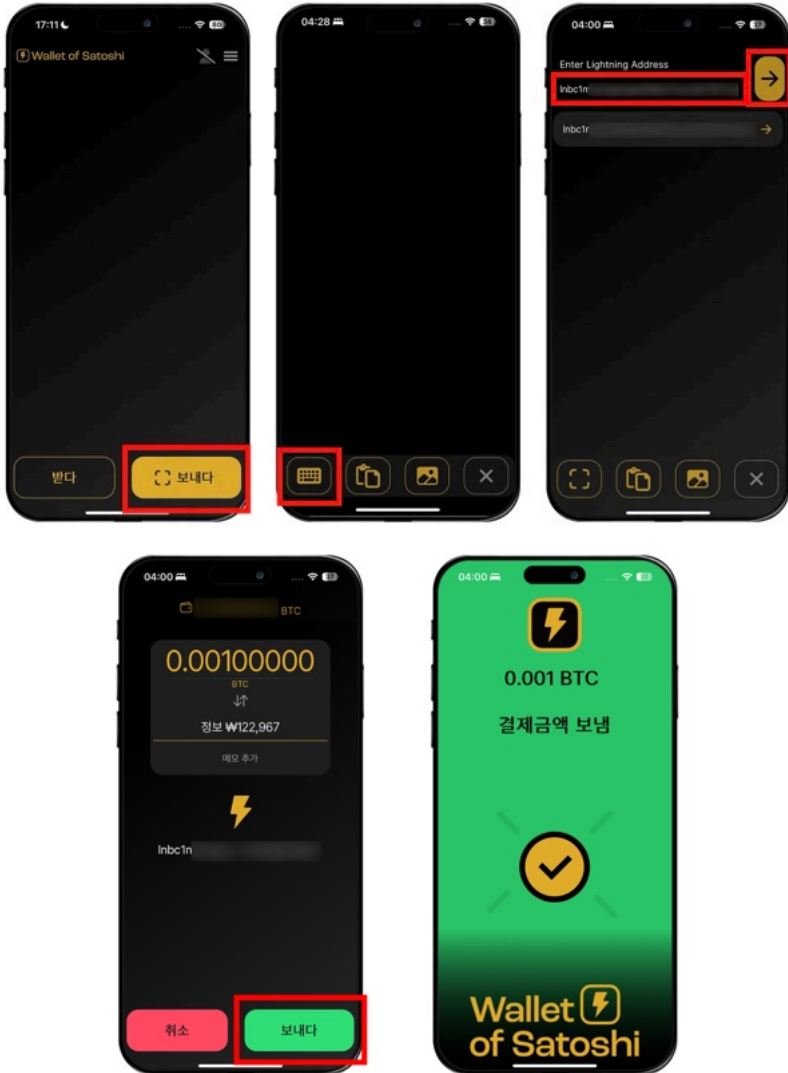 17:11
80
Wallet of Satoshi
받다
보내다
04:28
04:00
Enter Lightning Address
lnbc1n
lnbc1r
04:00
BTC
0.00100000
BTC
정보 ₩122,967
메모 추가
lnbc1n
취소
보내다
04:00
0.001 BTC
결제금액 보냄
Wallet
of Satoshi